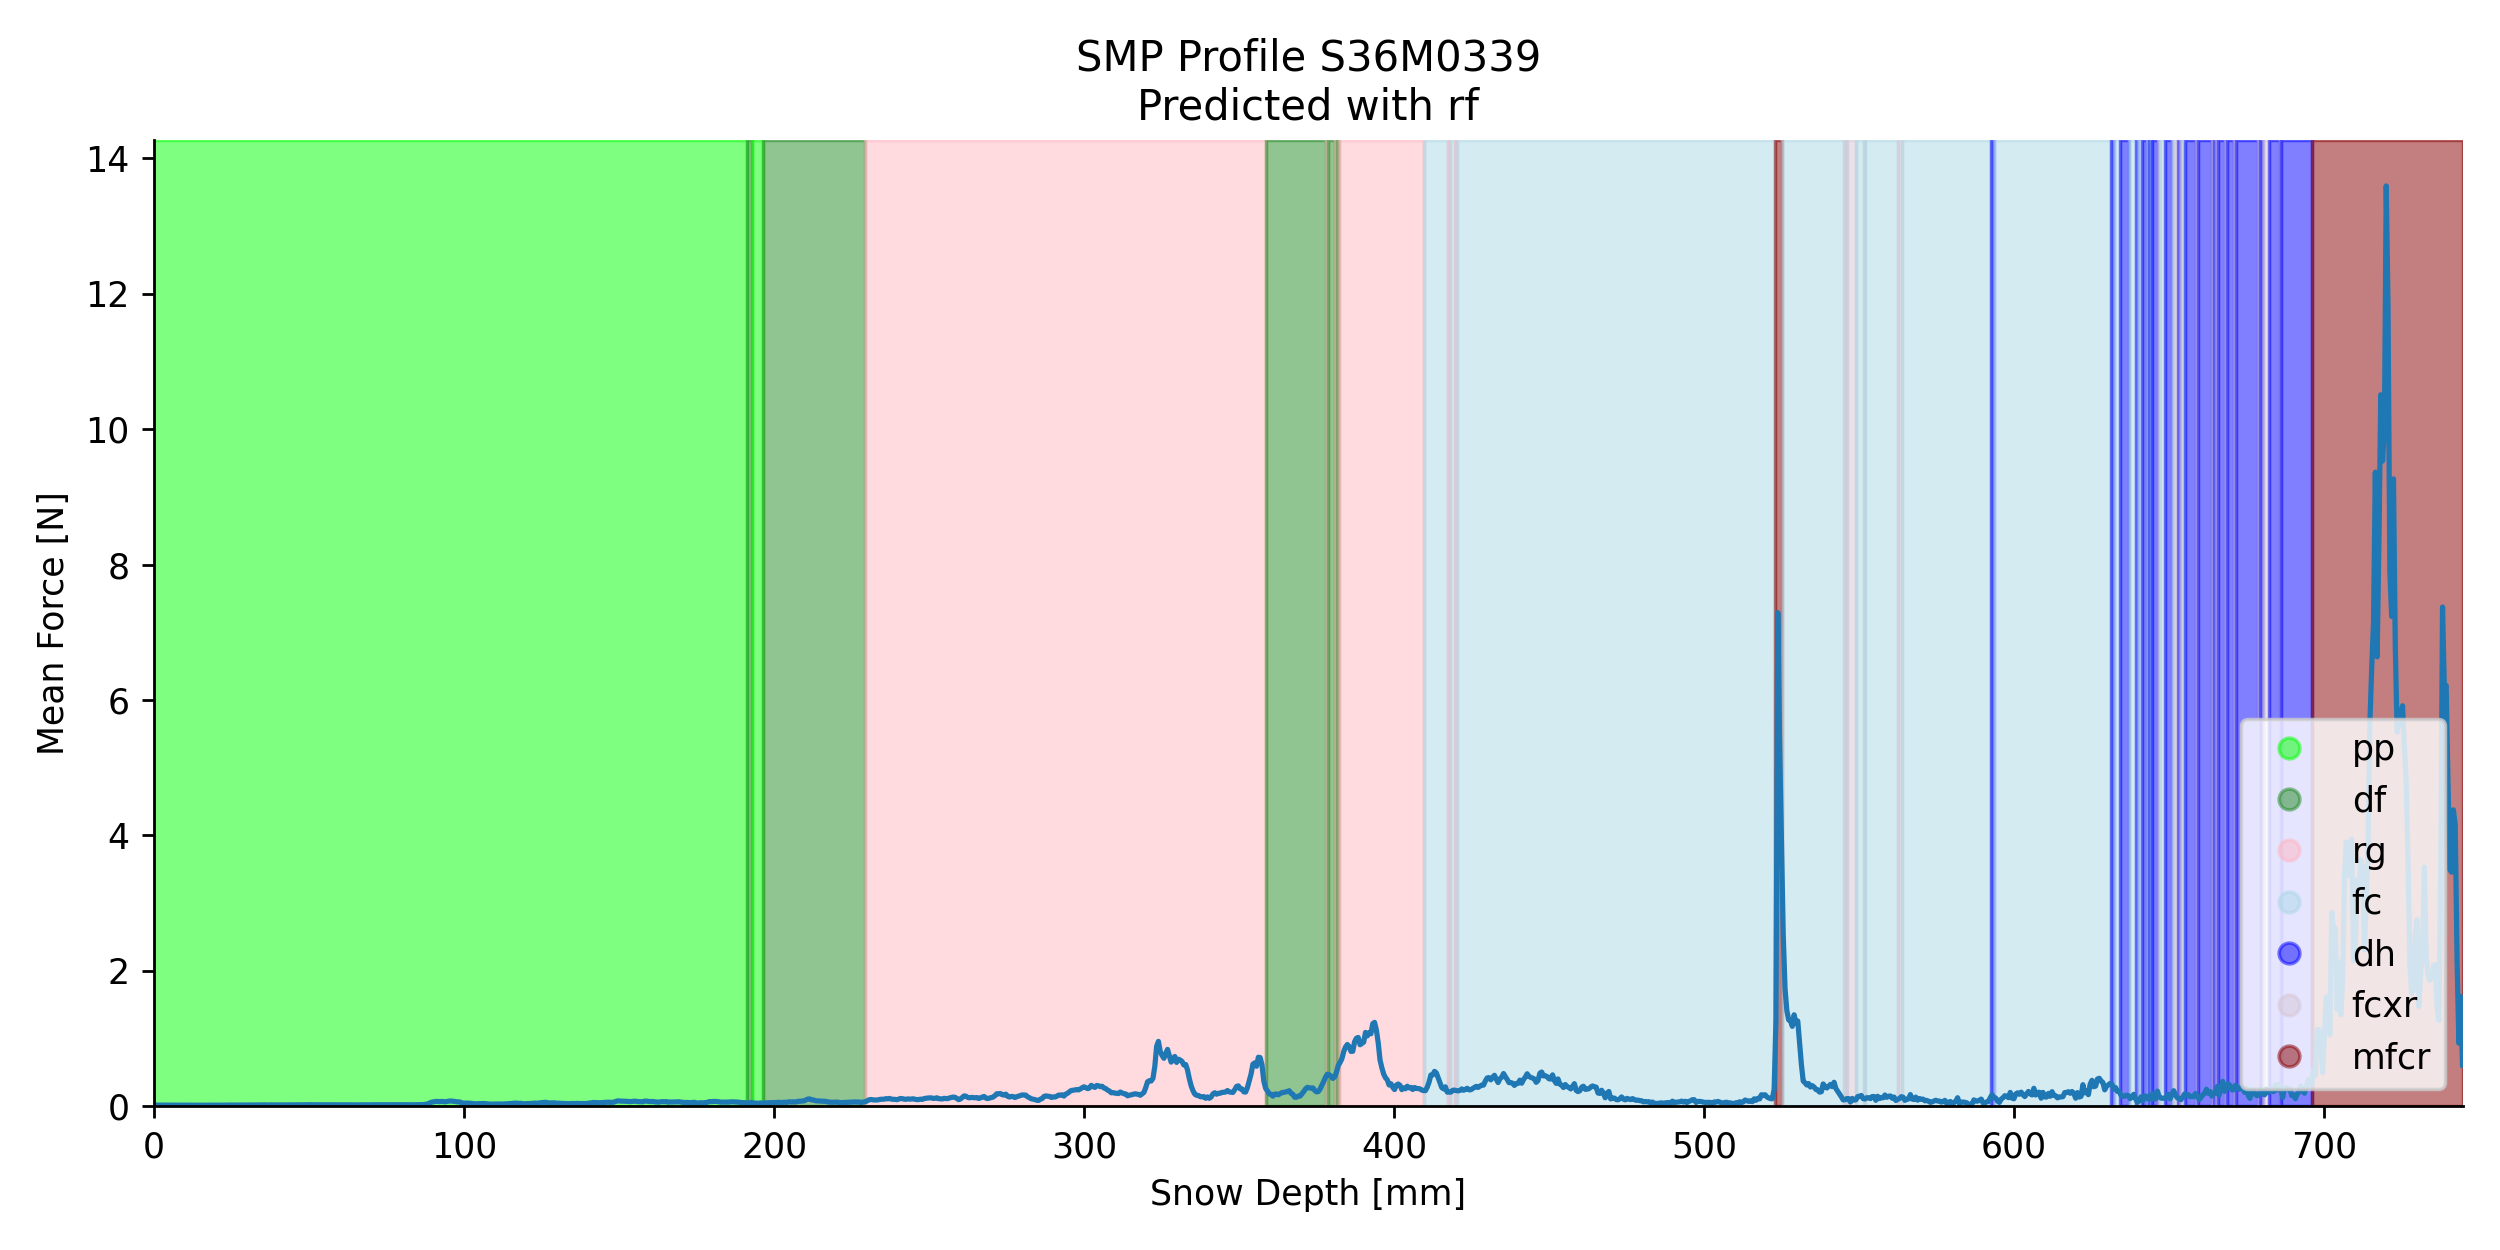 SMP Profile S36M0339
Predicted with rf
Mean Force [N]
14
12
10
8
6
4
2
0
pp
df
rg
fc
dh
fcxr
mfcr
0 100 200 300 400 500 600 700
Snow Depth [mm]